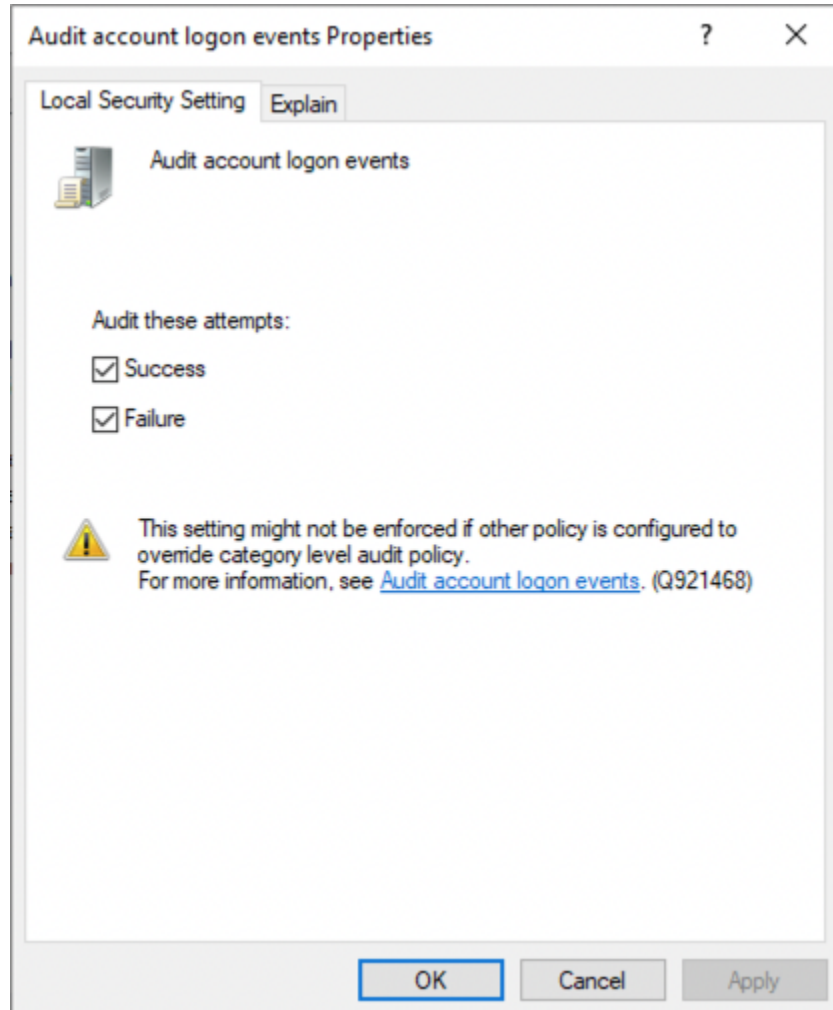 Audit account logon events Properties
? ×
Local Security Setting Explain
Audit account logon events
Audit these attempts:
Success
Failure
This setting might not be enforced if other policy is configured to
override category level audit policy.
For more information, see Audit account logon events. (Q921468)
OK Cancel Apply